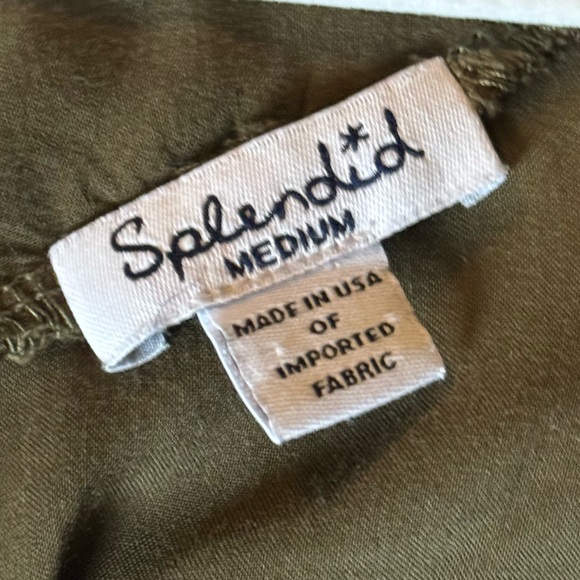 Splendid
MEDIUM
MADE IN USA
OF
IMPORTED
FABRIC